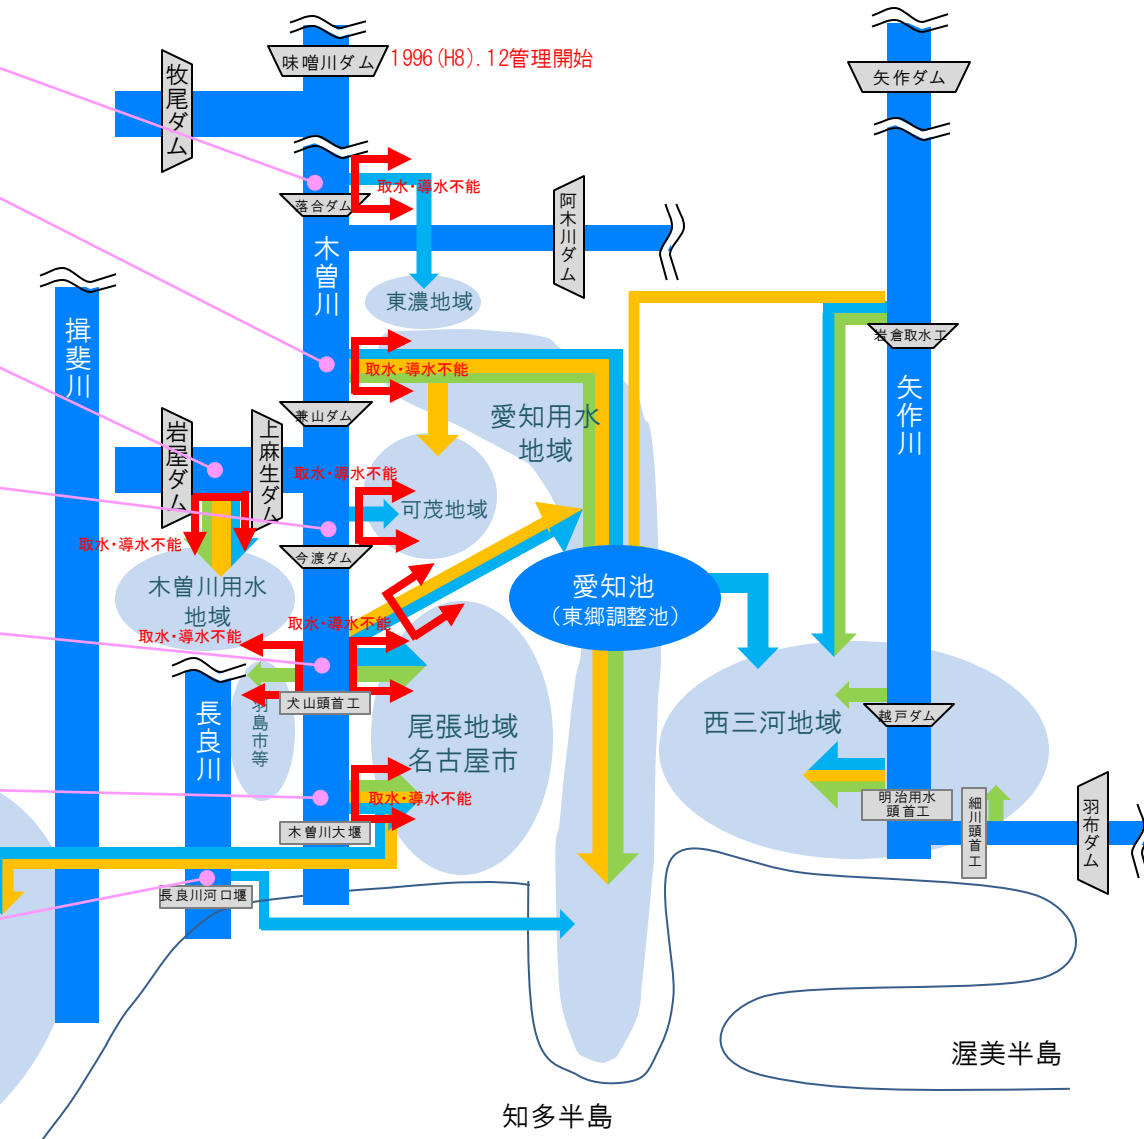 味噌川ダム
1996(H8).12管理開始
矢作ダム
牧尾ダム
取水・導水不能
落合ダム
阿木川ダム
木曽川
東濃地域
揖斐川
岩倉取水工
取水・導水不能
矢作川
兼山ダム
愛知用水
地域
岩屋ダム
上麻生ダム
取水・導水不能
可茂地域
取水・導水不能
今渡ダム
木曽川用水
地域
愛知池
（東郷調整池）
取水・導水不能
取水・導水不能
犬山頭首工
羽島市等
長良川
尾張地域
名古屋市
西三河地域
越戸ダム
取水・導水不能
明治用水
頭首工
細川頭首工
羽布ダム
木曽川大堰
長良川河口堰
渥美半島
知多半島